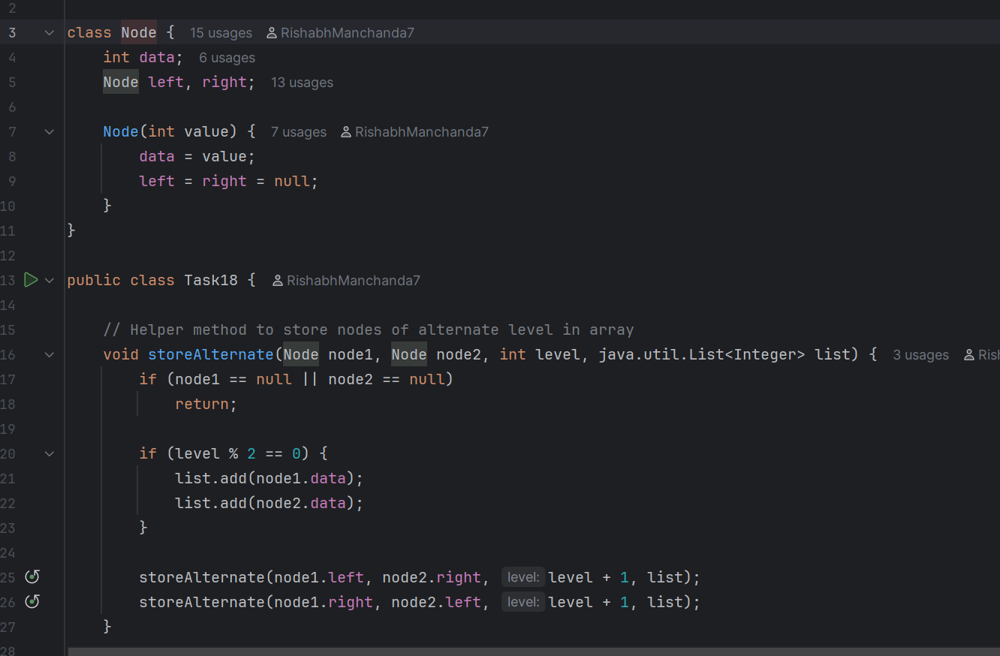 2
3 class Node { 15 usages RishabhManchanda7
4 int data; 6 usages
5 Node left, right; 13 usages
6
7 Node(int value) { 7 usages RishabhManchanda7
8 data = value;
9 left = right = null;
10 }
11 }
12
13 public class Task18 { RishabhManchanda7
14
15 // Helper method to store nodes of alternate level in array
16 void storeAlternate(Node node1, Node node2, int level, java.util.List<Integer> list) { 3 usages Rish
17 if (node1 == null || node2 == null)
18 return;
19
20 if (level % 2 == 0) {
21 list.add(node1.data);
22 list.add(node2.data);
23 }
24
25 storeAlternate(node1.left, node2.right, level: level + 1, list);
26 storeAlternate(node1.right, node2.left, level: level + 1, list);
27 }
28